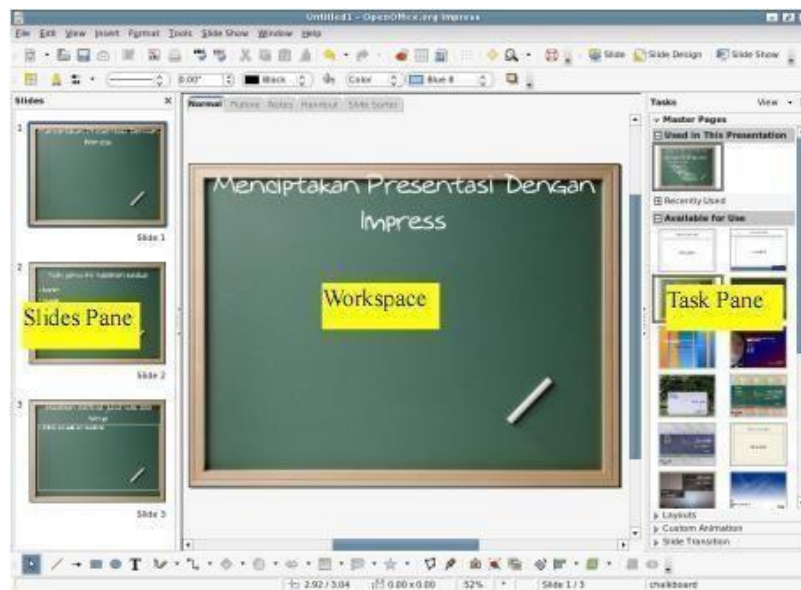 Untitled1 - OpenOffice.org Impress
File Edit View Insert Format Tools Slide Show Window Help
Slide Slide Design Slide Show
0.00" Black Color Blue 8
Slides
Normal Outline Notes Handout Slide Sorter
Tasks View
Master Pages
Used in This Presentation
Recently Used
Available for Use
1
Slide 1
2
Slides Pane
Slide 2
3
Slide 3
Menciptakan Presentasi Dengan
Impress
Workspace
Task Pane
Layouts
Custom Animation
Slide Transition
2.92 / 3.04 0.00 x 0.00 52% * Slide 1 / 3 chalkboard